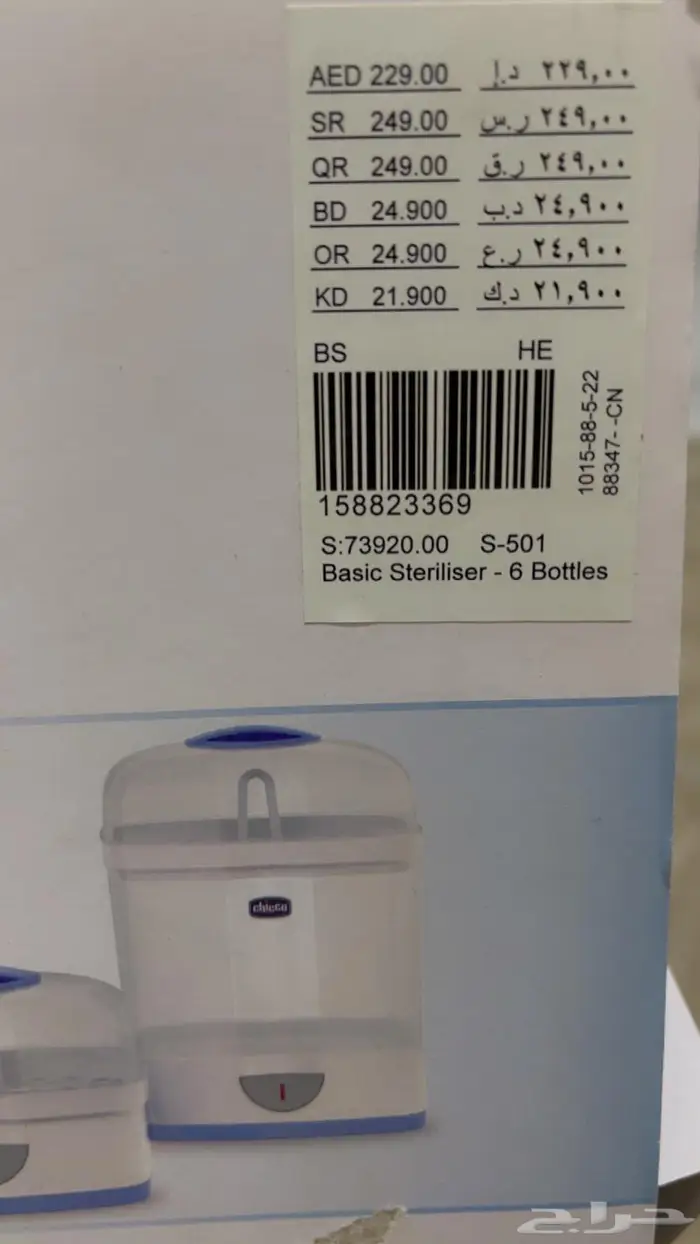 AED 229.00 د.إ ٢٢٩,٠٠
SR 249.00 ر.س ٢٤٩,٠٠
QR 249.00 ر.ق ٢٤٩,٠٠
BD 24.900 د.ب ٢٤,٩٠٠
OR 24.900 ر.ع ٢٤,٩٠٠
KD 21.900 د.ك ٢١,٩٠٠
BS HE
158823369
1015-88-5-22
88347- -CN
S:73920.00 S-501
Basic Steriliser - 6 Bottles
chicco
حراج